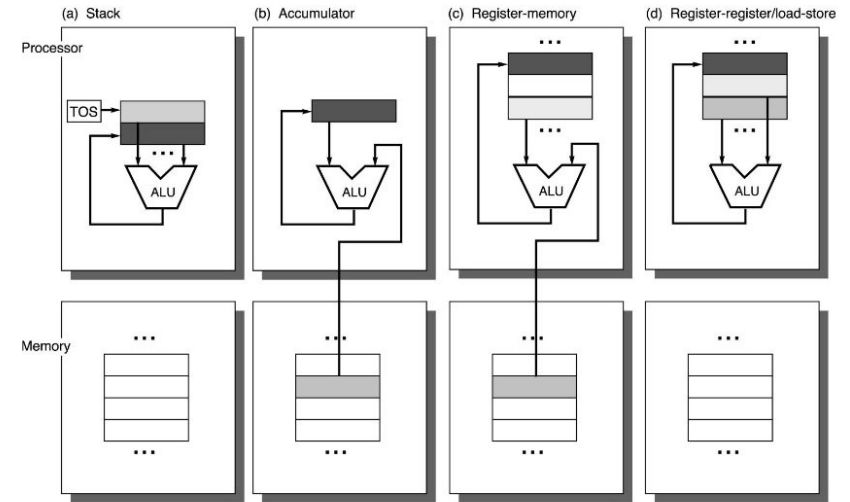 (a) Stack
(b) Accumulator
(c) Register-memory
(d) Register-register/load-store
Processor
...
...
TOS
...
...
...
ALU
ALU
ALU
ALU
Memory
...
...
...
...
...
...
...
...